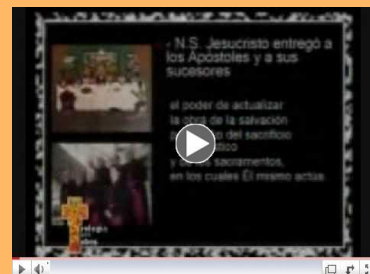 - N.S. Jesucristo entregó a
los Apóstoles y a sus
sucesores
el poder de actualizar
la obra de la salvación
del sacrificio
sacramentos,
en los cuales Él mismo actúa.